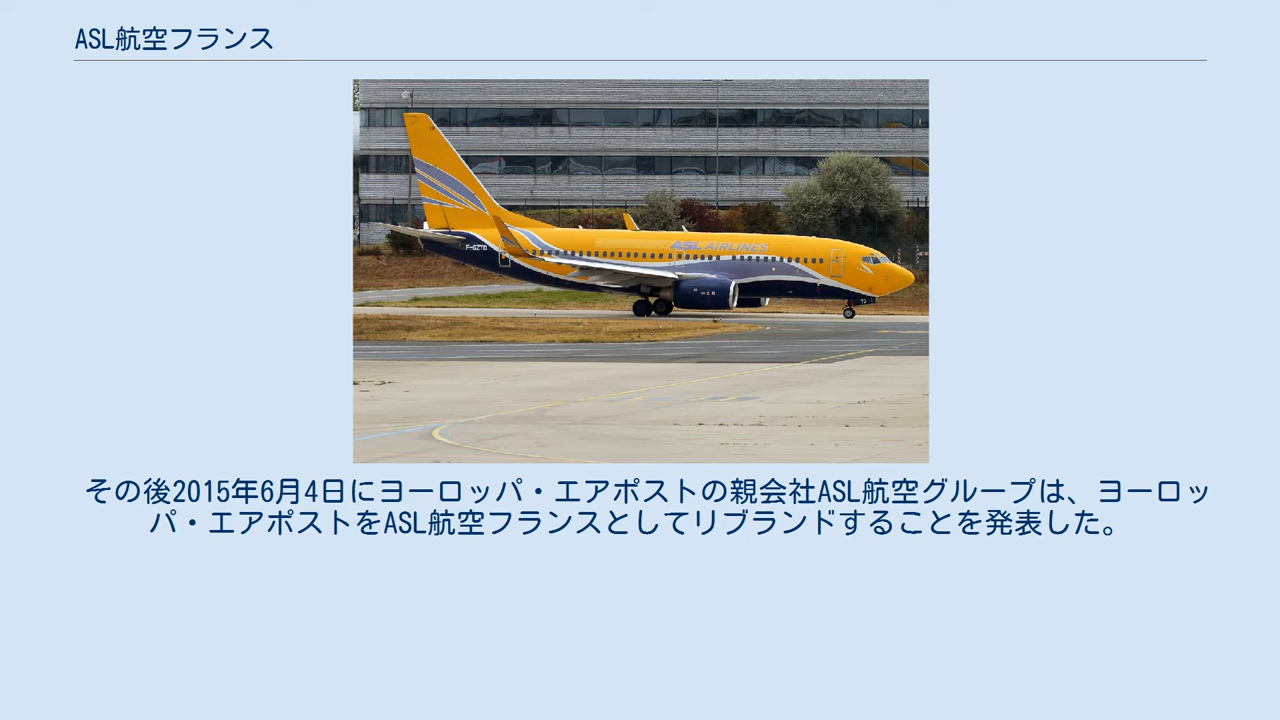 ASL航空フランス
ASL AIRLINES
F-GZTD
その後2015年6月4日にヨーロッパ・エアポストの親会社ASL航空グループは、ヨーロッ
パ・エアポストをASL航空フランスとしてリブランドすることを発表した。